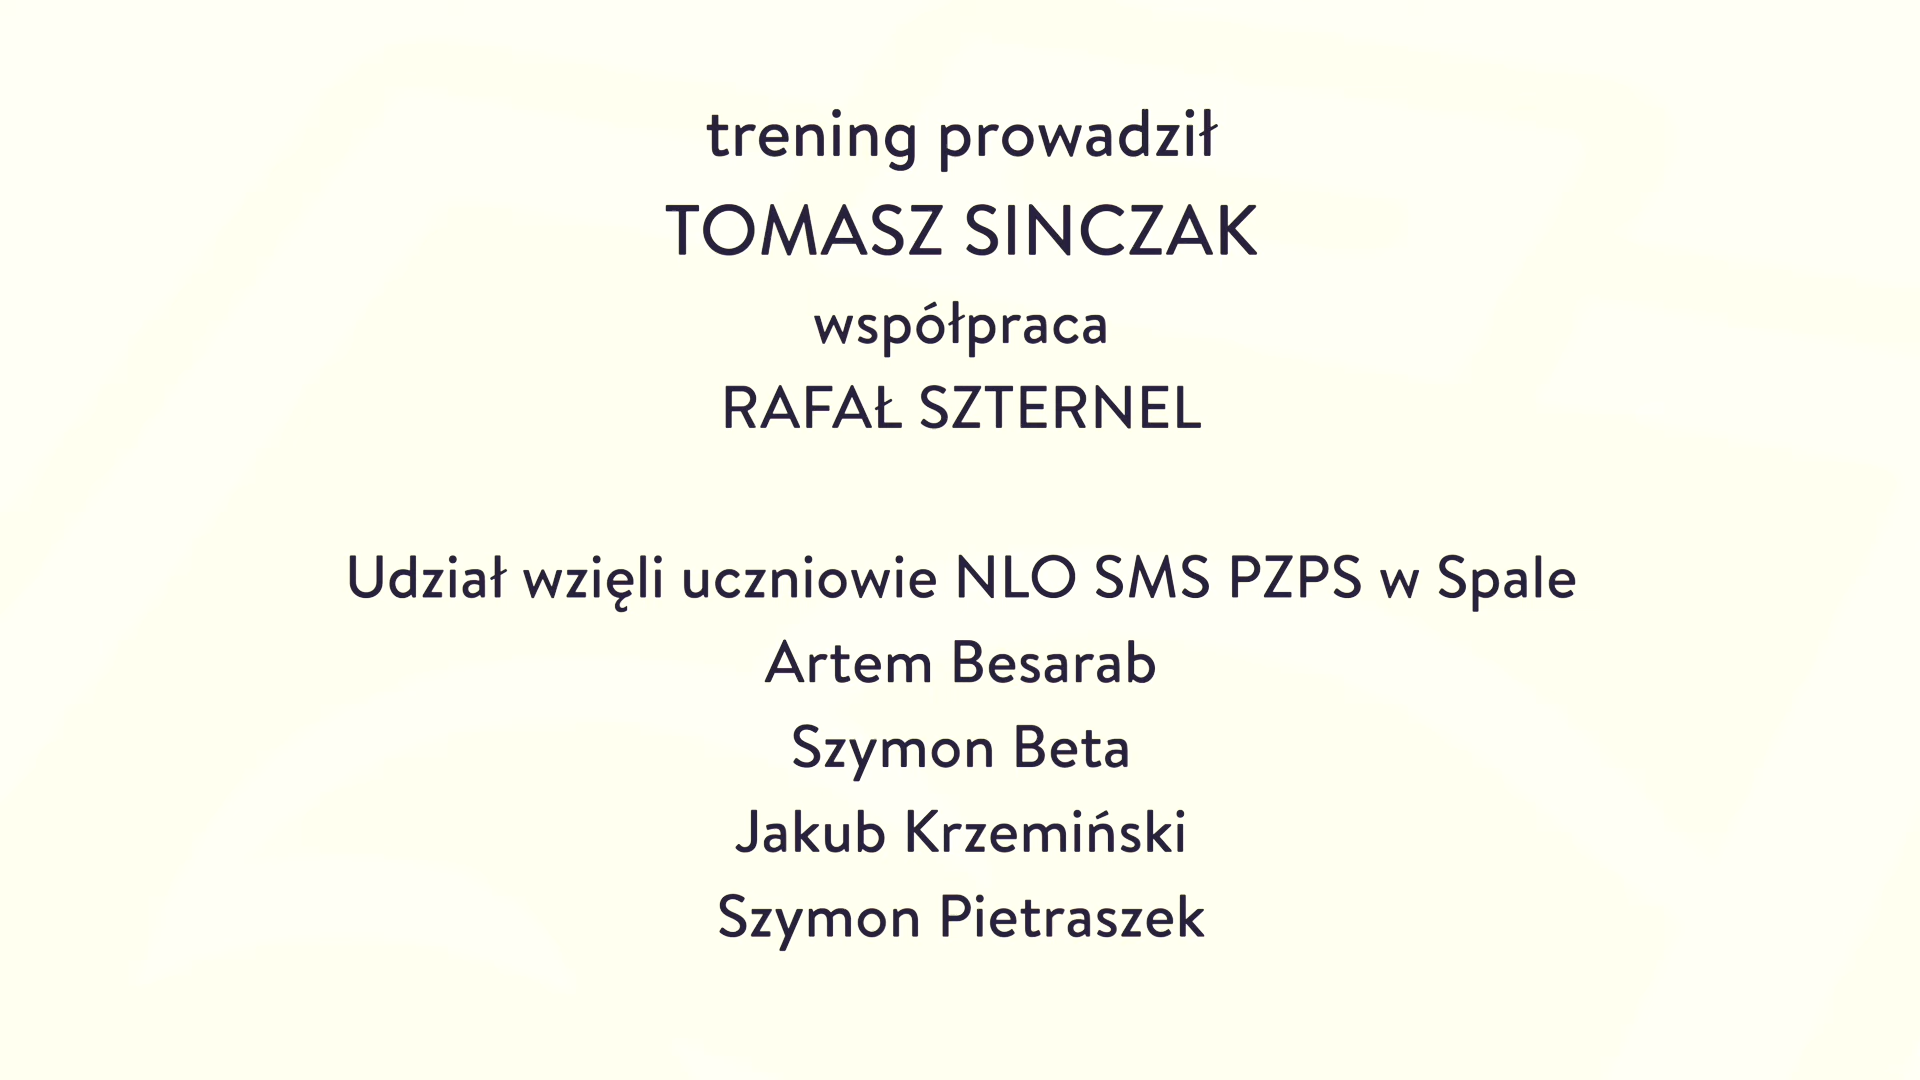 trening prowadził
TOMASZ SINCZAK
współpraca
RAFAŁ SZTERNEL
Udział wzięli uczniowie NLO SMS PZPS w Spale
Artem Besarab
Szymon Beta
Jakub Krzemiński
Szymon Pietraszek